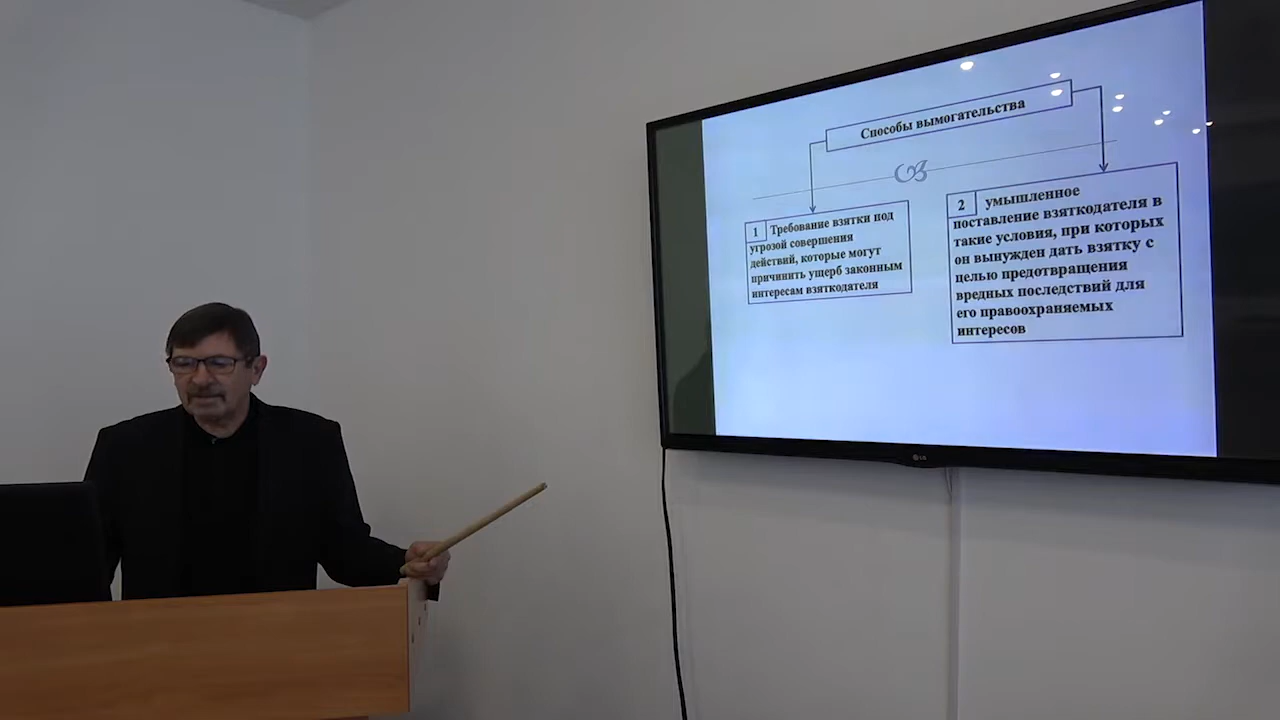 Способы вымогательства
1 Требование взятки под
угрозой совершения
действий, которые могут
причинить ущерб законным
интересам взяткодателя
2 умышленное
поставление взяткодателя в
такие условия, при которых
он вынужден дать взятку с
целью предотвращения
вредных последствий для
его правоохраняемых
интересов
LG